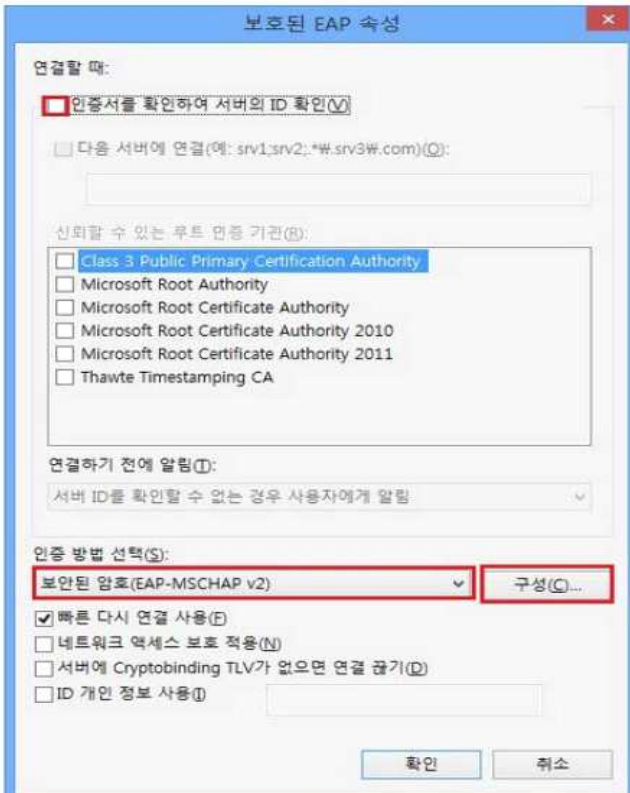 보호된 EAP 속성
연결할 때:
인증서를 확인하여 서버의 ID 확인(V)
다음 서버에 연결(예: srv1;srv2;.*₩.srv3₩.com)(O):
신뢰할 수 있는 루트 인증 기관(R):
Class 3 Public Primary Certification Authority
Microsoft Root Authority
Microsoft Root Certificate Authority
Microsoft Root Certificate Authority 2010
Microsoft Root Certificate Authority 2011
Thawte Timestamping CA
연결하기 전에 알림(T):
서버 ID를 확인할 수 없는 경우 사용자에게 알림
인증 방법 선택(S):
보안된 암호(EAP-MSCHAP v2)
구성(C)...
빠른 다시 연결 사용(F)
네트워크 액세스 보호 적용(N)
서버에 Cryptobinding TLV가 없으면 연결 끊기(D)
ID 개인 정보 사용(I)
확인
취소